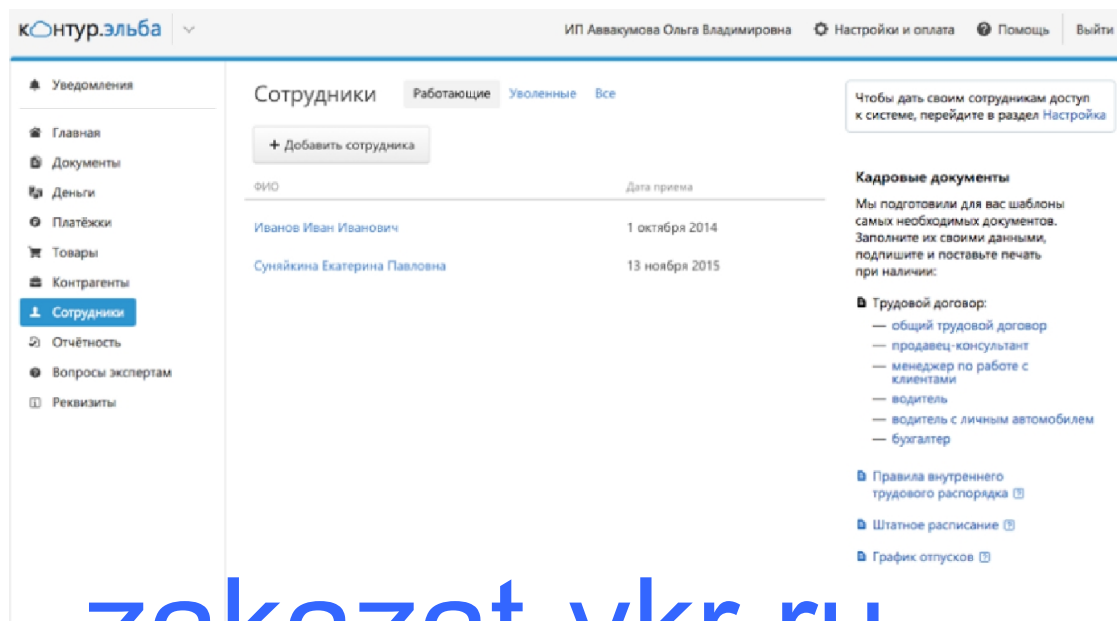 контур.эльба
ИП Аввакумова Ольга Владимировна
Настройки и оплата
Помощь
Выйти
Уведомления
Главная
Документы
Деньги
Платёжки
Товары
Контрагенты
Сотрудники
Отчётность
Вопросы экспертам
Реквизиты
Сотрудники Работающие Уволенные Все
+ Добавить сотрудника
ФИО Дата приема
Иванов Иван Иванович 1 октября 2014
Суняйкина Екатерина Павловна 13 ноября 2015
Чтобы дать своим сотрудникам доступ
к системе, перейдите в раздел Настройка
Кадровые документы
Мы подготовили для вас шаблоны
самых необходимых документов.
Заполните их своими данными,
подпишите и поставьте печать
при наличии:
Трудовой договор:
— общий трудовой договор
— продавец-консультант
— менеджер по работе с
клиентами
— водитель
— водитель с личным автомобилем
— бухгалтер
Правила внутреннего
трудового распорядка [?]
Штатное расписание [?]
График отпусков [?]
zakazat-vkr.ru